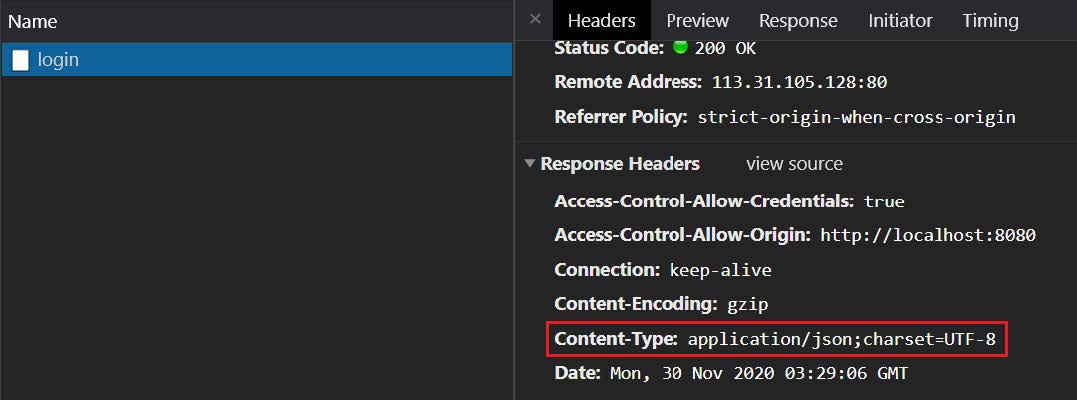 Name
login
× Headers Preview Response Initiator Timing
Status Code: 200 OK
Remote Address: 113.31.105.128:80
Referrer Policy: strict-origin-when-cross-origin
Response Headers view source
Access-Control-Allow-Credentials: true
Access-Control-Allow-Origin: http://localhost:8080
Connection: keep-alive
Content-Encoding: gzip
Content-Type: application/json;charset=UTF-8
Date: Mon, 30 Nov 2020 03:29:06 GMT